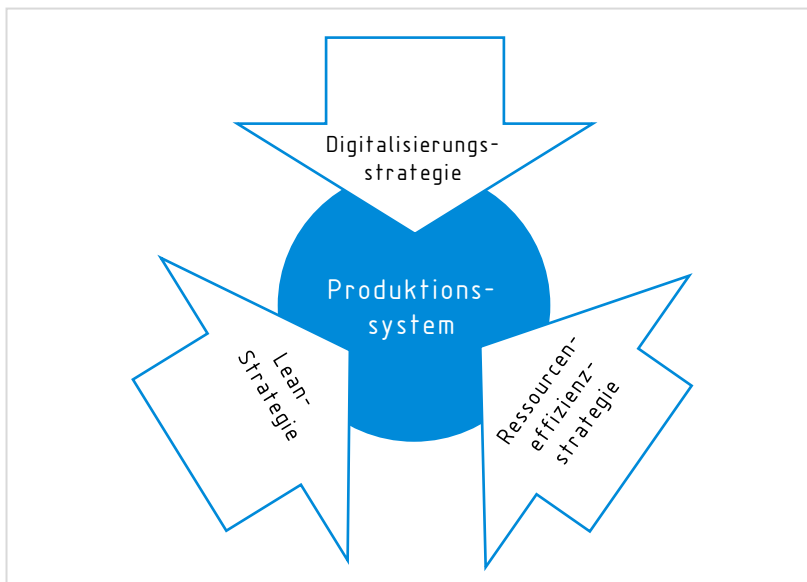 Digitalisierungs-
strategie
Produktions-
system
Lean-
Strategie
Ressourcen-
effizienz-
strategie